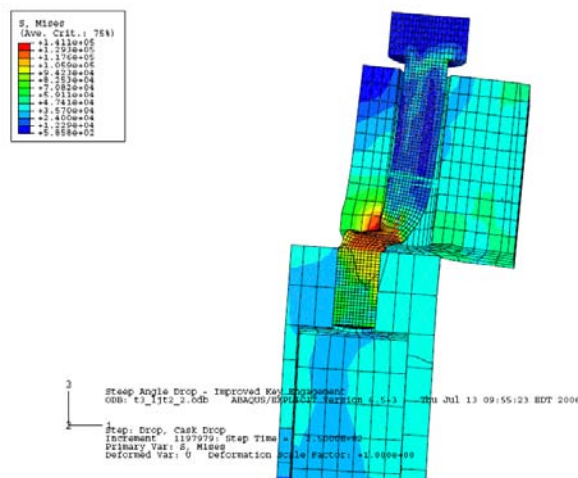 S, Mises
(Ave. Crit.: 75%)
+1.411e+05
+1.293e+05
+1.176e+05
+1.059e+05
+9.423e+04
+8.253e+04
+7.082e+04
+5.911e+04
+4.741e+04
+3.570e+04
+2.400e+04
+1.229e+04
+5.858e+02
3
2
1
Steep Angle Drop - Improved Key Engagement
ODB: t3_ljt2_2.odb ABAQUS/EXPLICIT Version 6.5-3 Thu Jul 13 09:55:23 EDT 2006
Step: Drop, Cask Drop
Increment 1197979: Step Time =
Primary Var: S, Mises
Deformed Var: U Deformation Scale Factor: +1.000e+00